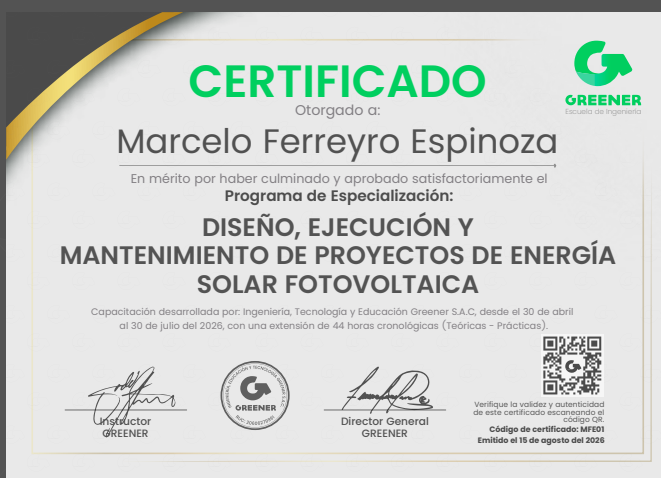 CERTIFICADO
Otorgado a:
GREENER
Escuela de ingeniería
Marcelo Ferreyro Espinoza
En mérito por haber culminado y aprobado satisfactoriamente el
Programa de Especialización:
DISEÑO, EJECUCIÓN Y
MANTENIMIENTO DE PROYECTOS DE ENERGÍA
SOLAR FOTOVOLTAICA
Capacitación desarrollada por: Ingeniería, Tecnología y Educación Greener S.A.C, desde el 30 de abril
al 30 de julio del 2026, con una extensión de 44 horas cronológicas (Teóricas - Prácticas).
Instructor
GREENER
GREENER
Director General
GREENER
Verifique la validez y autenticidad
de este certificado escaneando el
código QR.
Código de certificado: MFE01
Emitido el 15 de agosto del 2026